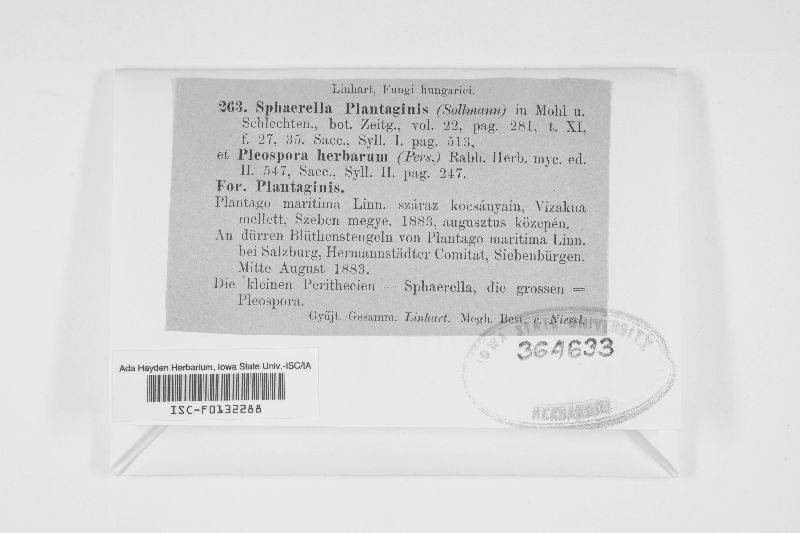 Linhart, Fungi hungarici.
263. Sphaerella Plantaginis (Sollmann) in Mohl u.
Schlechten., bot. Zeitg., vol. 22, pag. 281, t. XI,
f. 27, 35. Sacc., Syll. I. pag. 513,
et Pleospora herbarum (Pers.) Rabh. Herb. myc. ed.
II. 547, Sacc., Syll. II. pag. 247.
For. Plantaginis.
Plantago maritima Linn. száraz kocsányain, Vizakna
mellett, Szeben megye, 1883, augusztus közepén.
An dürren Blüthenstengeln von Plantago maritima Linn.
bei Salzburg, Hermannstädter Comitat, Siebenbürgen.
Mitte August 1883.
Die kleinen Perithecien = Sphaerella, die grossen =
Pleospora.
Gyüjt. Gesamm. Linhart. Megh. Best. v. Niessl.
IOWA STATE UNIVERSITY
364633
HERBARIUM
Ada Hayden Herbarium, Iowa State Univ.-ISC/IA
ISC-F0132288